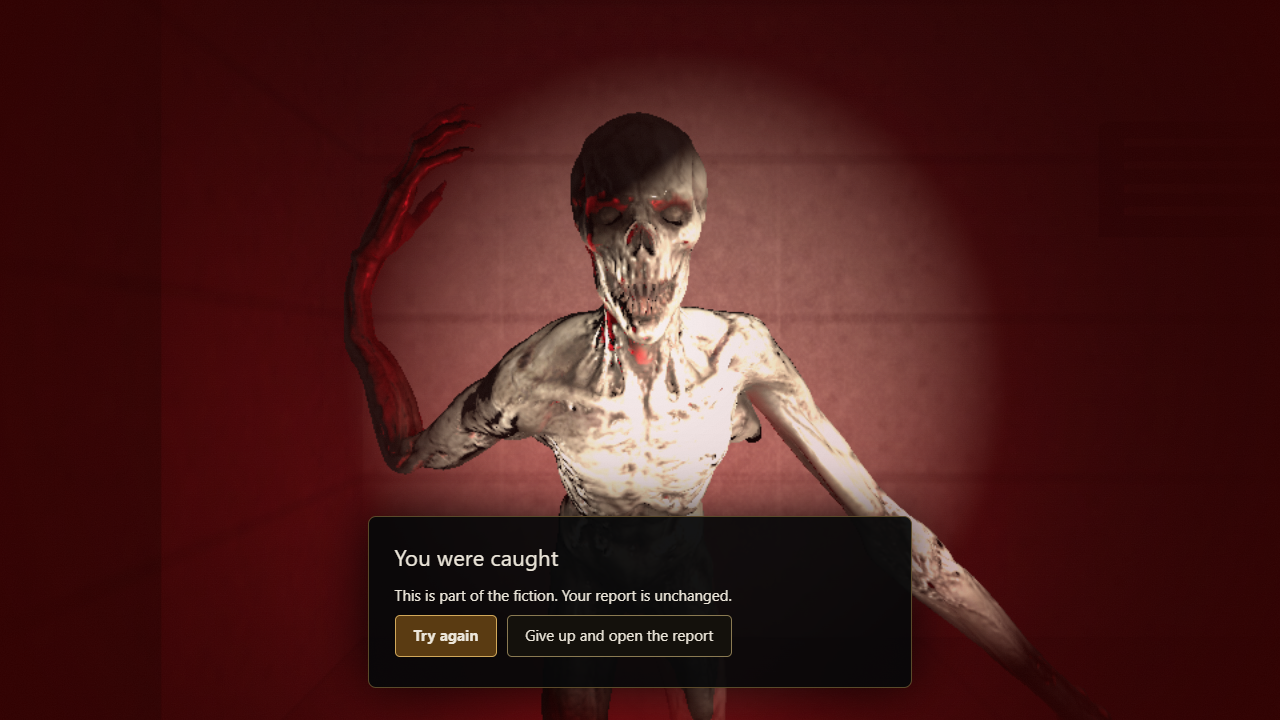 You were caught
This is part of the fiction. Your report is unchanged.
Try again
Give up and open the report